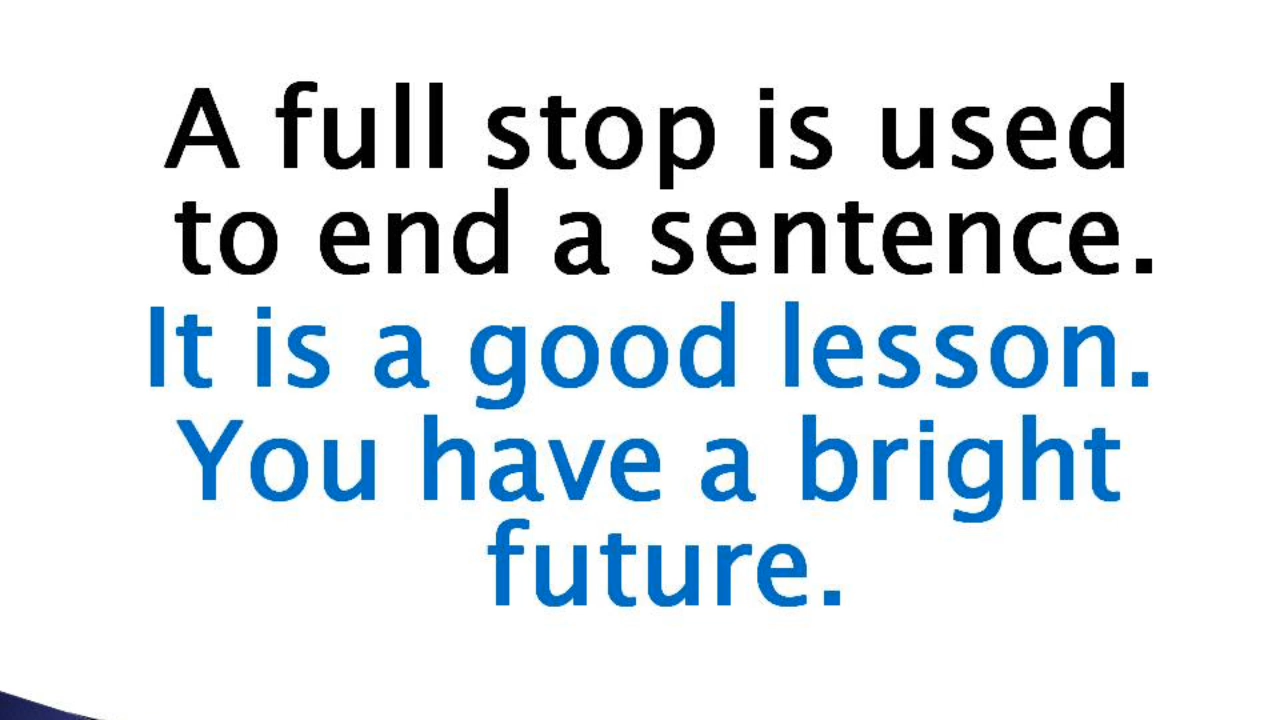 A full stop is used
to end a sentence.
It is a good lesson.
You have a bright
future.